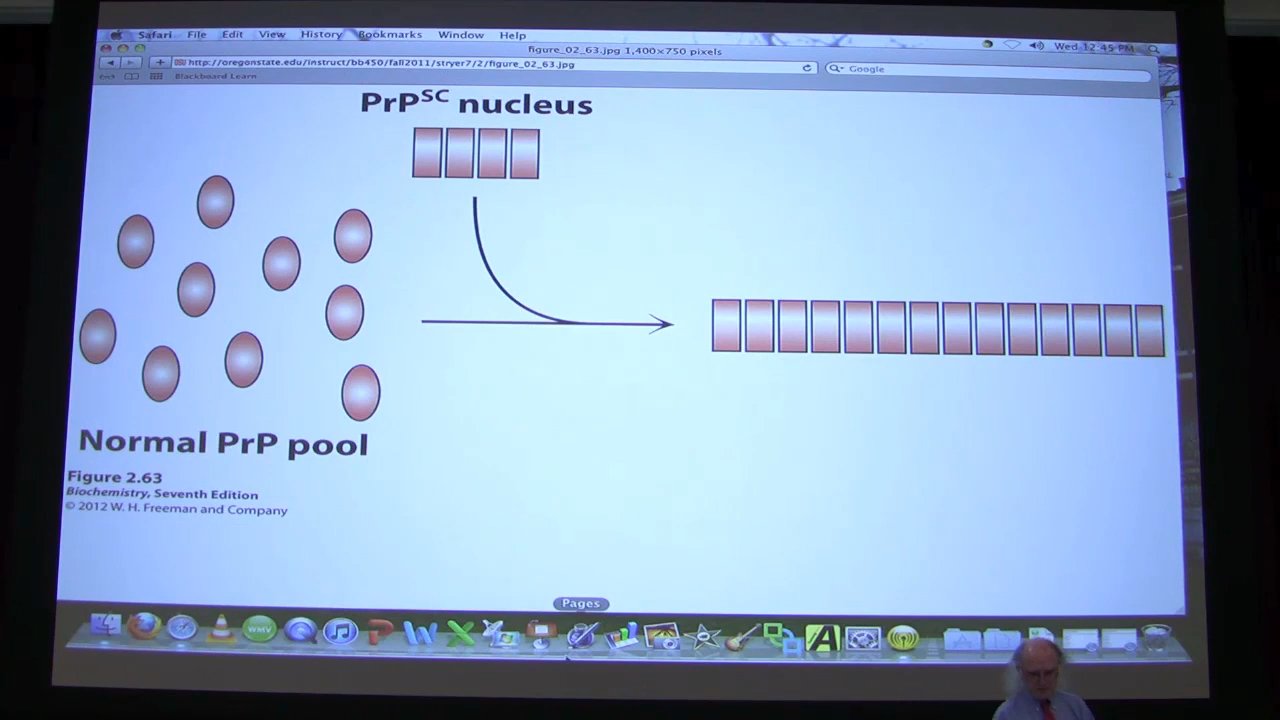 Safari File Edit View History Bookmarks Window Help
Wed 12:45 PM
figure_02_63.jpg 1,400×750 pixels
http://oregonstate.edu/instruct/bb450/fall2011/stryer7/2/figure_02_63.jpg
Google
Blackboard Learn
PrPSC nucleus
Normal PrP pool
Figure 2.63
Biochemistry, Seventh Edition
© 2012 W. H. Freeman and Company
Pages
WMV